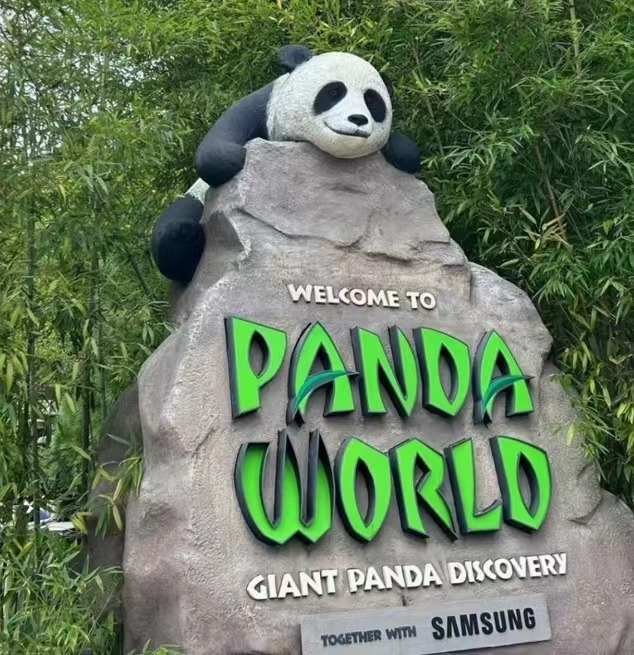 WELCOME TO
PANDA
WORLD
GIANT PANDA DISCOVERY
TOGETHER WITH SAMSUNG